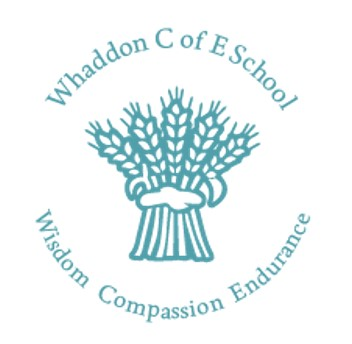 Whaddon C of E School
Wisdom Compassion Endurance